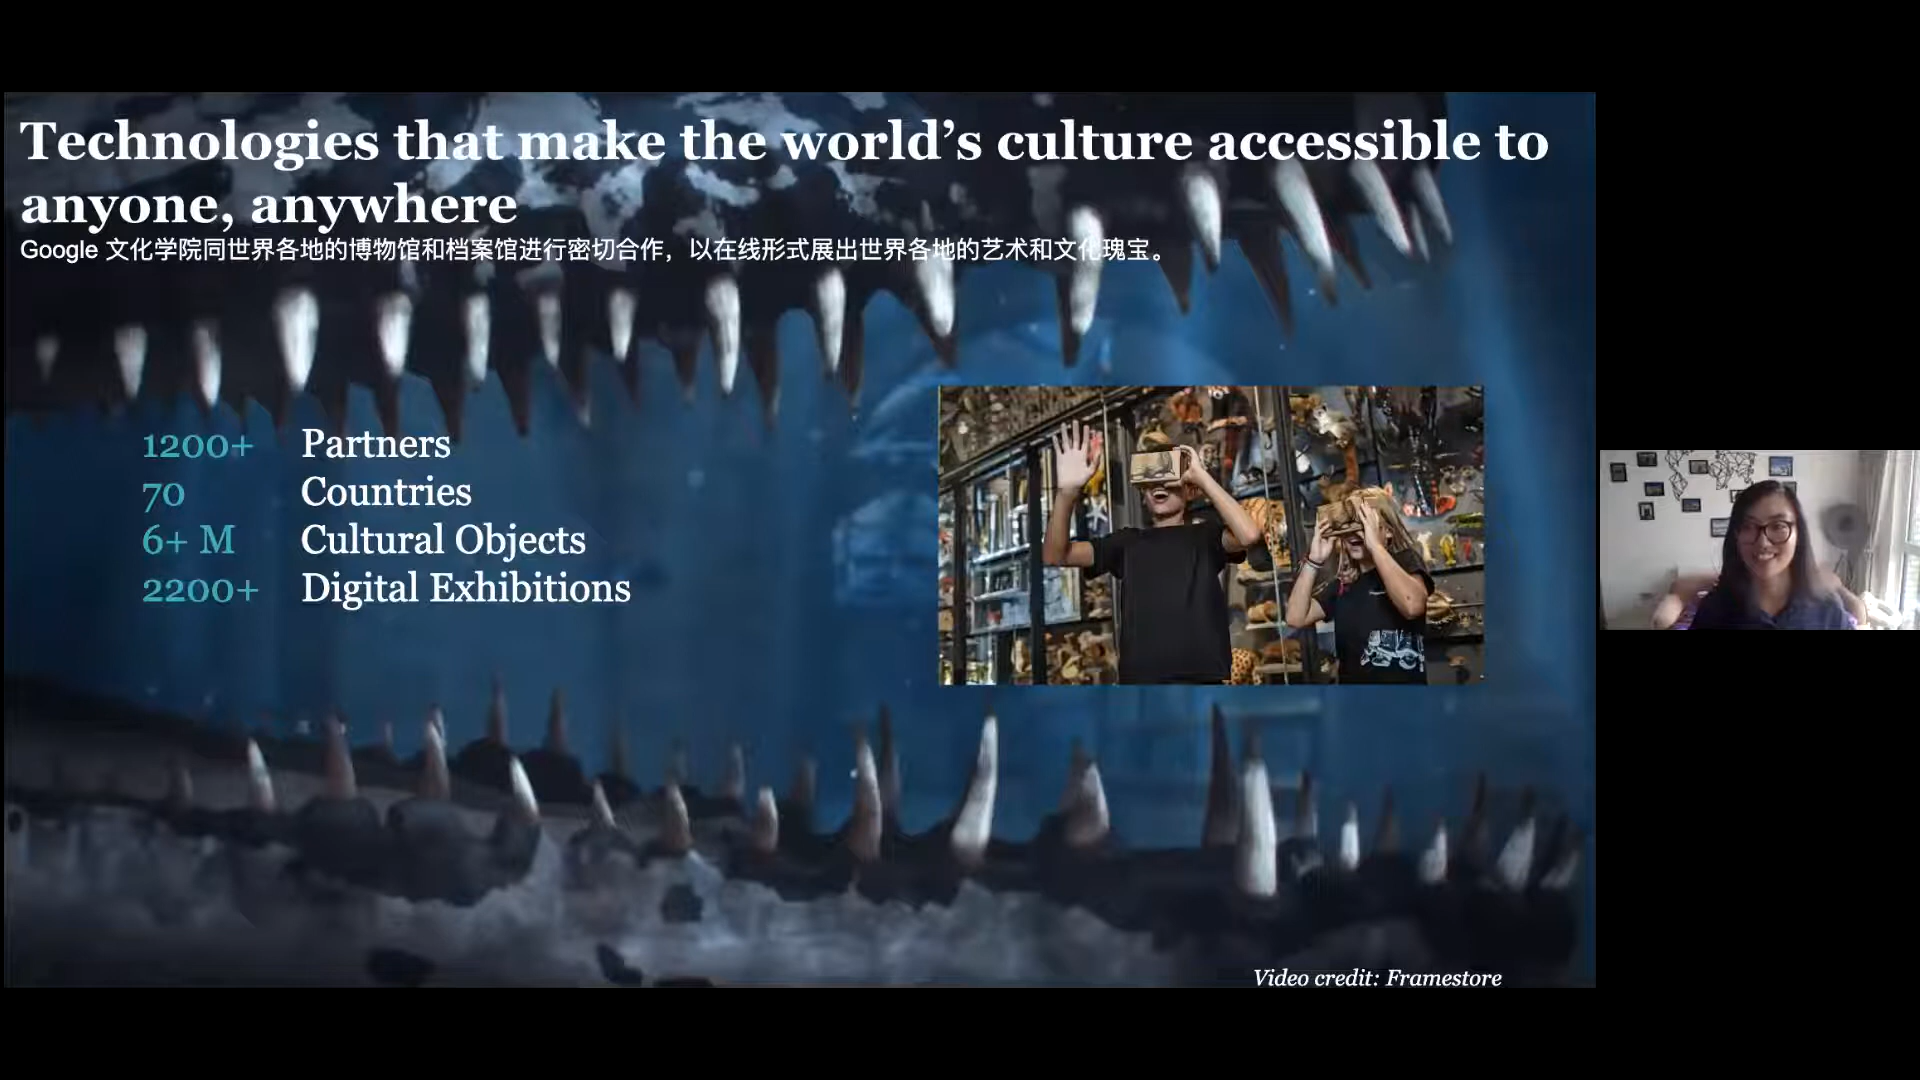 Technologies that make the world’s culture accessible to
anyone, anywhere
Google 文化学院同世界各地的博物馆和档案馆进行密切合作，以在线形式展出世界各地的艺术和文化瑰宝。
1200+ Partners
70 Countries
6+ M Cultural Objects
2200+ Digital Exhibitions
Video credit: Framestore